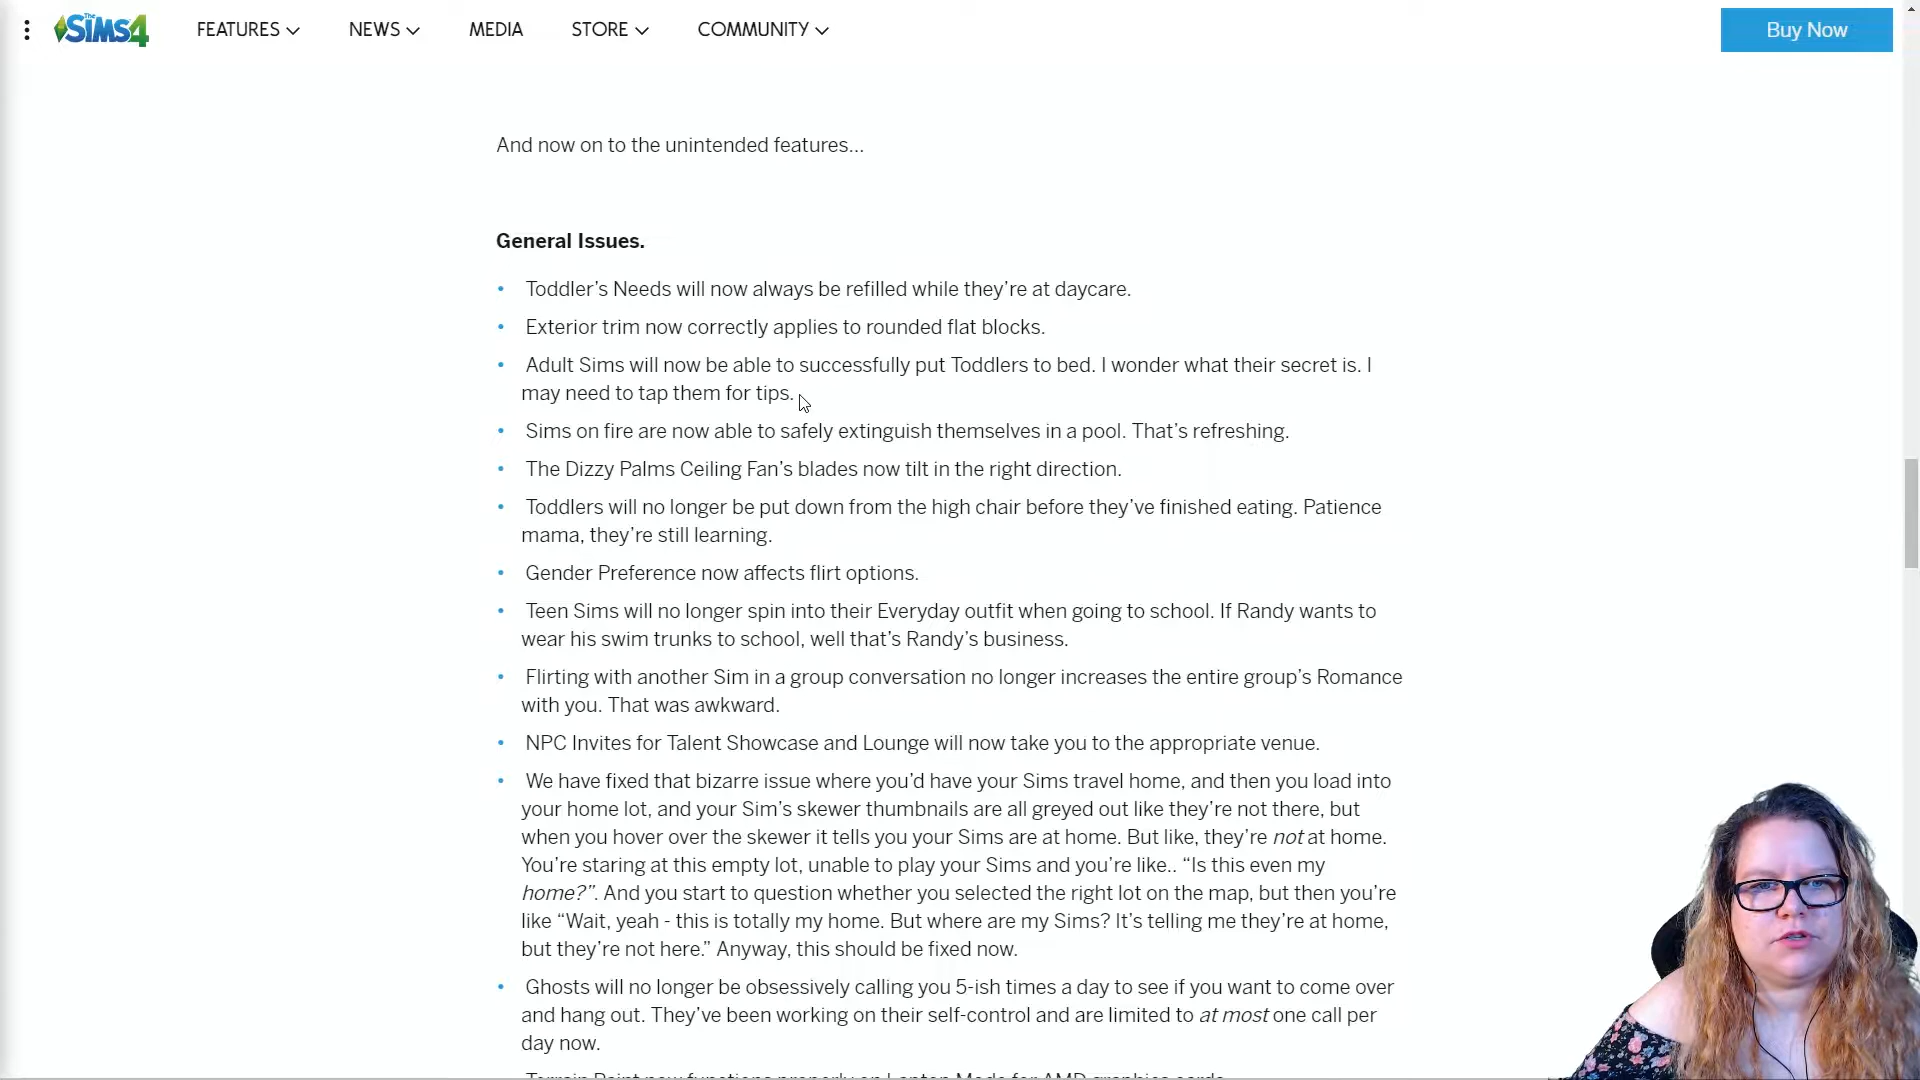 The SIMS 4 FEATURES NEWS MEDIA STORE COMMUNITY Buy Now
And now on to the unintended features...
General Issues.
• Toddler’s Needs will now always be refilled while they’re at daycare.
• Exterior trim now correctly applies to rounded flat blocks.
• Adult Sims will now be able to successfully put Toddlers to bed. I wonder what their secret is. I
may need to tap them for tips.
• Sims on fire are now able to safely extinguish themselves in a pool. That’s refreshing.
• The Dizzy Palms Ceiling Fan’s blades now tilt in the right direction.
• Toddlers will no longer be put down from the high chair before they’ve finished eating. Patience
mama, they’re still learning.
• Gender Preference now affects flirt options.
• Teen Sims will no longer spin into their Everyday outfit when going to school. If Randy wants to
wear his swim trunks to school, well that’s Randy’s business.
• Flirting with another Sim in a group conversation no longer increases the entire group’s Romance
with you. That was awkward.
• NPC Invites for Talent Showcase and Lounge will now take you to the appropriate venue.
• We have fixed that bizarre issue where you’d have your Sims travel home, and then you load into
your home lot, and your Sim’s skewer thumbnails are all greyed out like they’re not there, but
when you hover over the skewer it tells you your Sims are at home. But like, they’re not at home.
You’re staring at this empty lot, unable to play your Sims and you’re like.. “Is this even my
home?”. And you start to question whether you selected the right lot on the map, but then you’re
like “Wait, yeah - this is totally my home. But where are my Sims? It’s telling me they’re at home,
but they’re not here.” Anyway, this should be fixed now.
• Ghosts will no longer be obsessively calling you 5-ish times a day to see if you want to come over
and hang out. They’ve been working on their self-control and are limited to at most one call per
day now.
Terrain Paint now functions properly on Laptop Mode for AMD graphics cards.